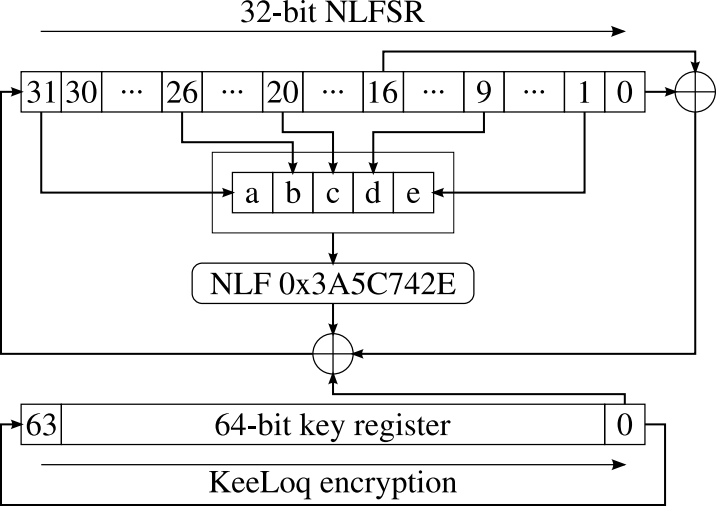 32-bit NLFSR
31 30 ... 26 ... 20 ... 16 ... 9 ... 1 0
a b c d e
NLF 0x3A5C742E
63 64-bit key register 0
KeeLoq encryption